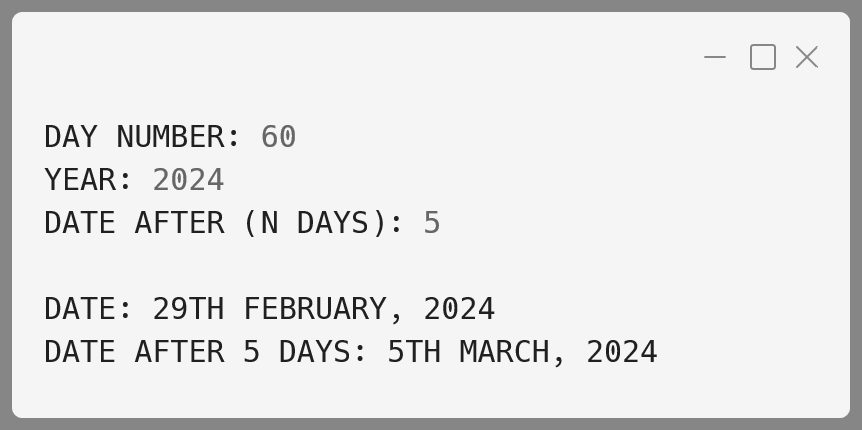 DAY NUMBER: 60
YEAR: 2024
DATE AFTER (N DAYS): 5
DATE: 29TH FEBRUARY, 2024
DATE AFTER 5 DAYS: 5TH MARCH, 2024